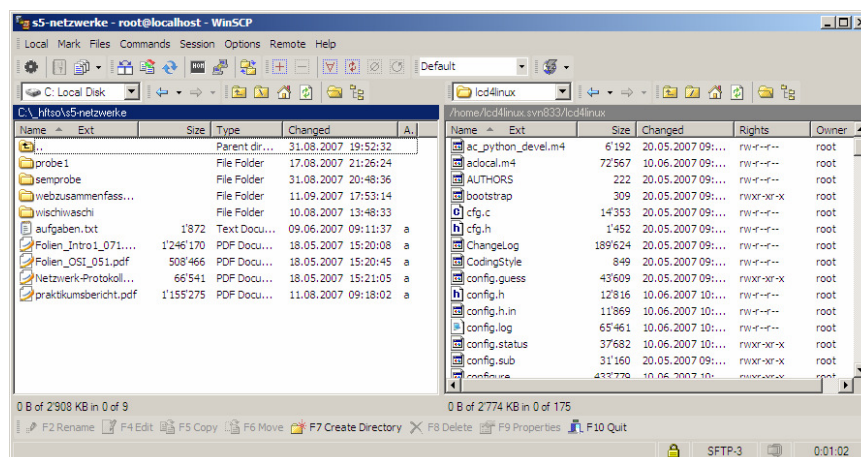 s5-netzwerke - root@localhost - WinSCP
Local Mark Files Commands Session Options Remote Help
Default
C: Local Disk
lcd4linux
C:\_hftso\s5-netzwerke
/home/lcd4linux.svn833/lcd4linux
Name Ext Size Type Changed A.
Name Ext Size Changed Rights Owner
.. Parent dir... 31.08.2007 19:52:32
probe1 File Folder 17.08.2007 21:26:24
semprobe File Folder 31.08.2007 20:48:36
webzusammenfass... File Folder 11.09.2007 17:53:14
wischiwaschi File Folder 10.08.2007 13:48:33
aufgaben.txt 1'872 Text Docu... 09.06.2007 09:11:37 a
Folien_Intro1_071.... 1'246'170 PDF Docu... 18.05.2007 15:20:08 a
Folien_OSI_051.pdf 508'466 PDF Docu... 18.05.2007 15:20:45 a
Netzwerk-Protokoll... 66'541 PDF Docu... 18.05.2007 15:21:05 a
praktikumsbericht.pdf 1'155'275 PDF Docu... 11.08.2007 09:18:02 a
ac_python_devel.m4 6'192 20.05.2007 09:... rw-r--r-- root
aclocal.m4 72'567 10.06.2007 10:... rw-r--r-- root
AUTHORS 222 20.05.2007 09:... rw-r--r-- root
bootstrap 309 20.05.2007 09:... rwxr-xr-x root
cfg.c 14'353 20.05.2007 09:... rw-r--r-- root
cfg.h 1'452 20.05.2007 09:... rw-r--r-- root
ChangeLog 189'624 20.05.2007 09:... rw-r--r-- root
CodingStyle 849 20.05.2007 09:... rw-r--r-- root
config.guess 43'609 20.05.2007 09:... rwxr-xr-x root
config.h 12'816 10.06.2007 10:... rw-r--r-- root
config.h.in 11'869 10.06.2007 10:... rw-r--r-- root
config.log 65'461 10.06.2007 10:... rw-r--r-- root
config.status 37'682 10.06.2007 10:... rwxr-xr-x root
config.sub 31'160 20.05.2007 09:... rwxr-xr-x root
configure 433'779 10.06.2007 10:... rwxr-xr-x root
0 B of 2'908 KB in 0 of 9
0 B of 2'774 KB in 0 of 175
F2 Rename F4 Edit F5 Copy F6 Move F7 Create Directory F8 Delete F9 Properties F10 Quit
SFTP-3 0:01:02